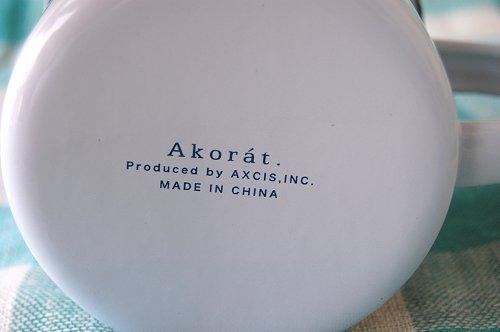 Akorát.
Produced by AXCIS,INC.
MADE IN CHINA